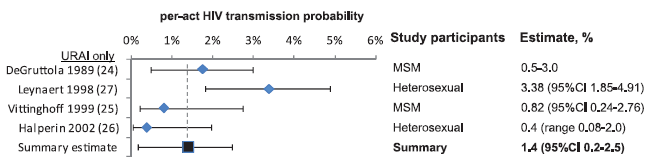 per-act HIV transmission probability
URAI only 0% 1% 2% 3% 4% 5% 6% Study participants Estimate, %
DeGruttola 1989 (24) MSM 0.5-3.0
Leynaert 1998 (27) Heterosexual 3.38 (95%CI 1.85-4.91)
Vittinghoff 1999 (25) MSM 0.82 (95%CI 0.24-2.76)
Halperin 2002 (26) Heterosexual 0.4 (range 0.08-2.0)
Summary estimate Summary 1.4 (95%CI 0.2-2.5)